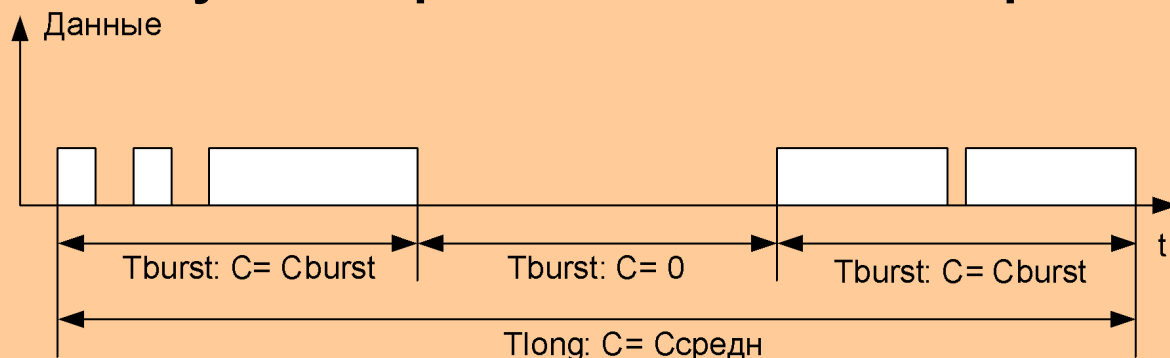 Данные
t
Tburst: C= Cburst
Tburst: C= 0
Tburst: C= Cburst
Tlong: C= Cсредн